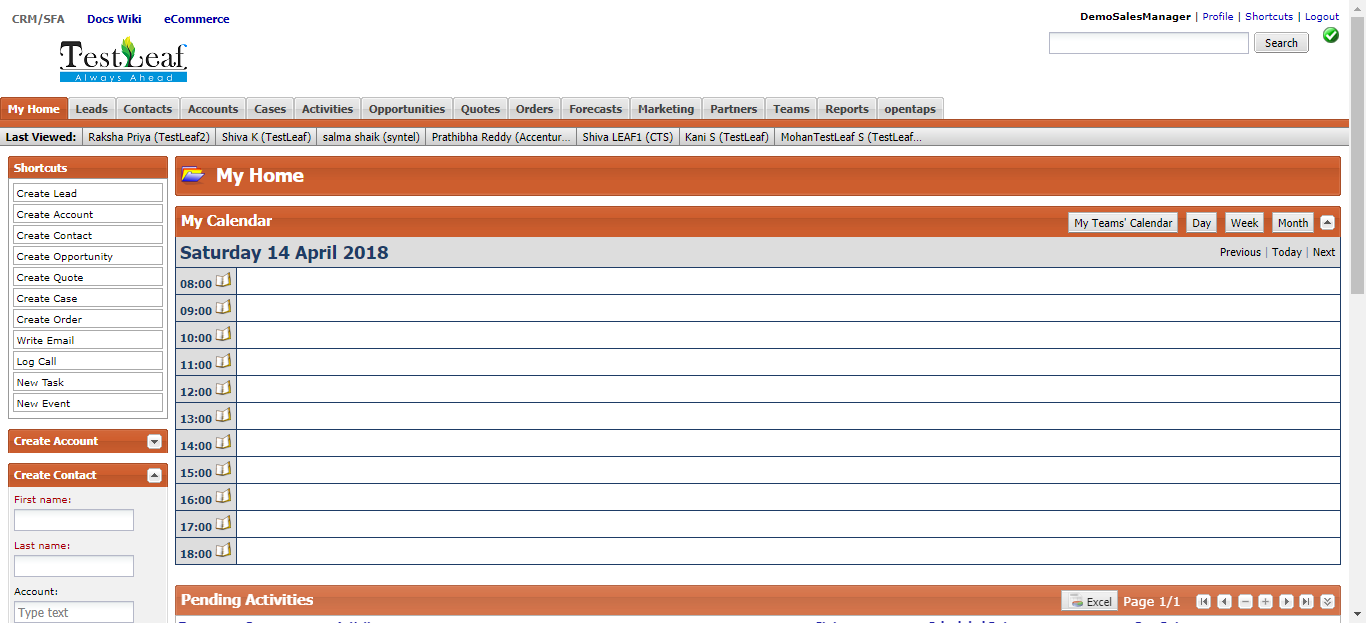 CRM/SFA Docs Wiki eCommerce
DemoSalesManager | Profile | Shortcuts | Logout
Search
TestLeaf
Always Ahead
My Home Leads Contacts Accounts Cases Activities Opportunities Quotes Orders Forecasts Marketing Partners Teams Reports opentaps
Last Viewed: Raksha Priya (TestLeaf2) Shiva K (TestLeaf) salma shaik (syntel) Prathibha Reddy (Accentur... Shiva LEAF1 (CTS) Kani S (TestLeaf) MohanTestLeaf S (TestLeaf...
Shortcuts
Create Lead
Create Account
Create Contact
Create Opportunity
Create Quote
Create Case
Create Order
Write Email
Log Call
New Task
New Event
Create Account
Create Contact
First name:
Last name:
Account:
Type text
My Home
My Calendar My Teams' Calendar Day Week Month
Saturday 14 April 2018 Previous | Today | Next
08:00
09:00
10:00
11:00
12:00
13:00
14:00
15:00
16:00
17:00
18:00
Pending Activities Excel Page 1/1